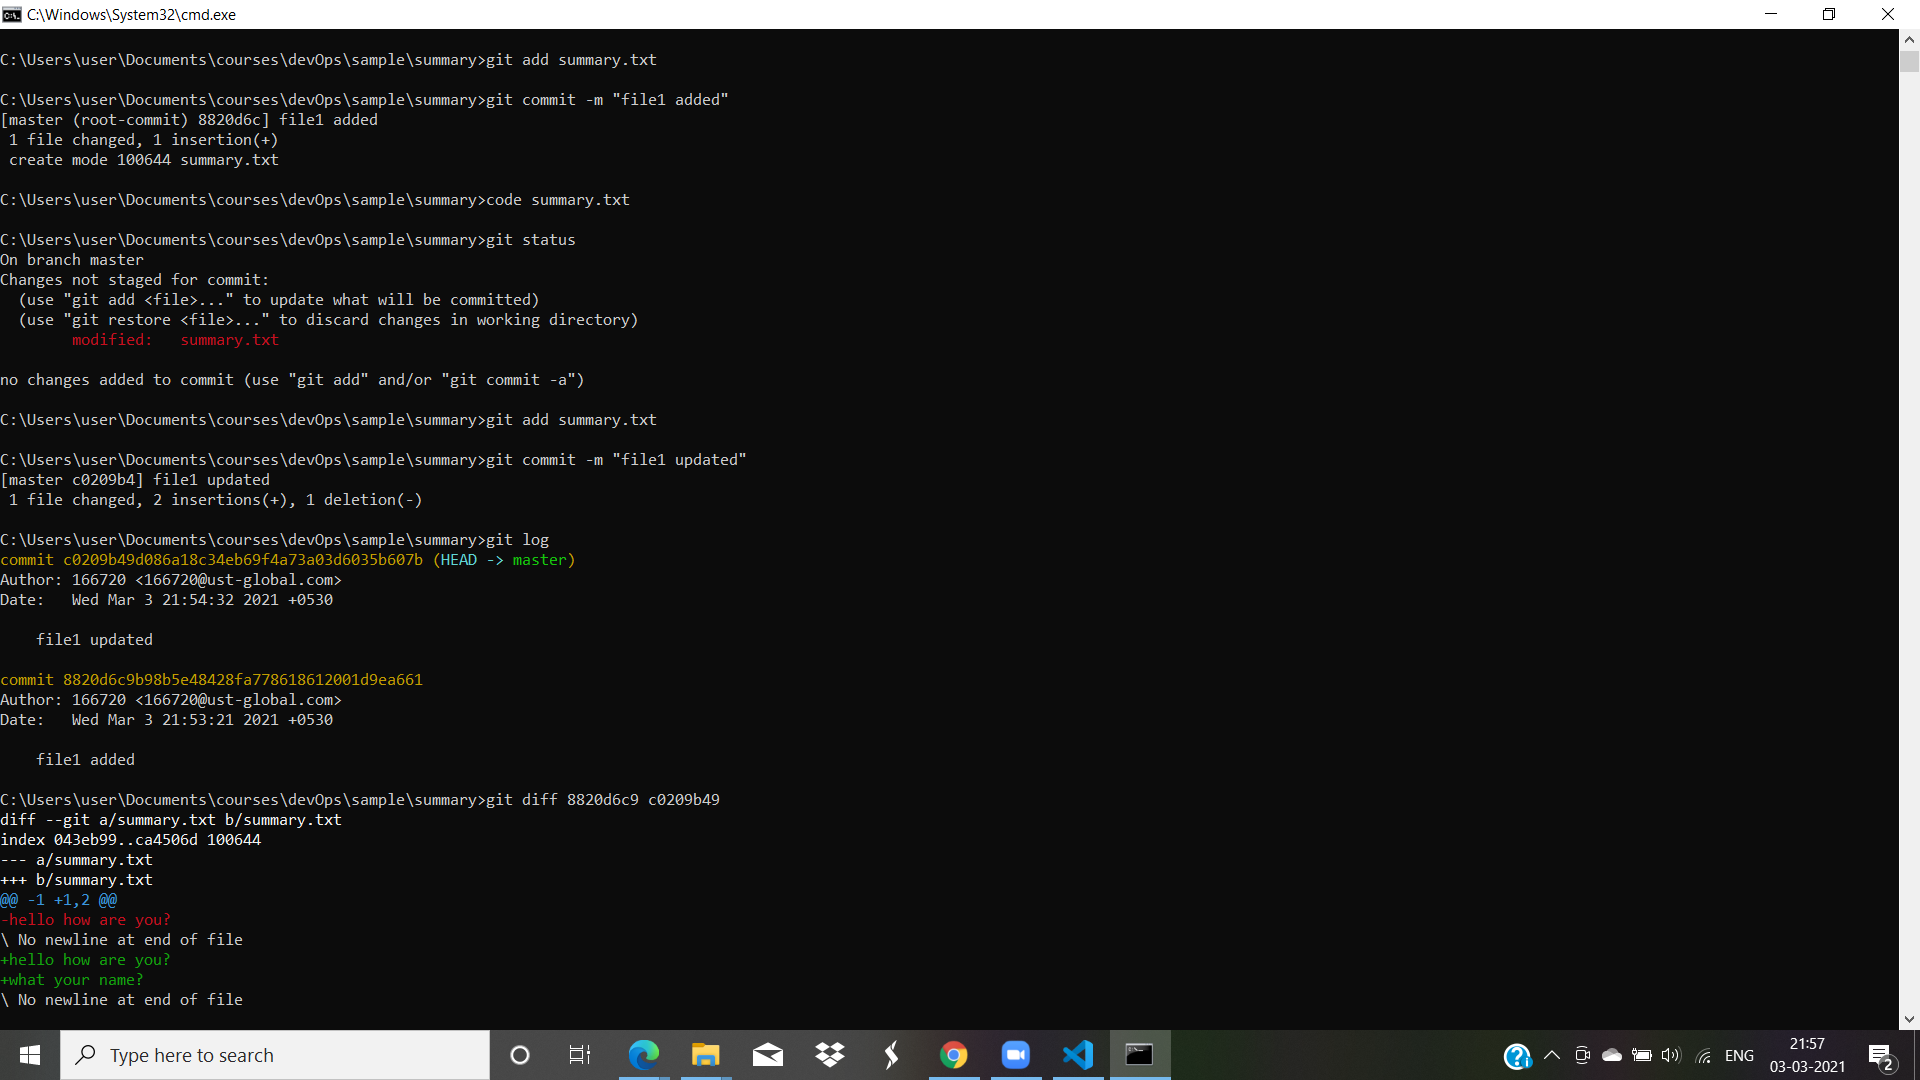 C:\Windows\System32\cmd.exe
C:\Users\user\Documents\courses\devOps\sample\summary>git add summary.txt
C:\Users\user\Documents\courses\devOps\sample\summary>git commit -m "file1 added"
[master (root-commit) 8820d6c] file1 added
 1 file changed, 1 insertion(+)
 create mode 100644 summary.txt
C:\Users\user\Documents\courses\devOps\sample\summary>code summary.txt
C:\Users\user\Documents\courses\devOps\sample\summary>git status
On branch master
Changes not staged for commit:
  (use "git add <file>..." to update what will be committed)
  (use "git restore <file>..." to discard changes in working directory)
        modified:   summary.txt
no changes added to commit (use "git add" and/or "git commit -a")
C:\Users\user\Documents\courses\devOps\sample\summary>git add summary.txt
C:\Users\user\Documents\courses\devOps\sample\summary>git commit -m "file1 updated"
[master c0209b4] file1 updated
 1 file changed, 2 insertions(+), 1 deletion(-)
C:\Users\user\Documents\courses\devOps\sample\summary>git log
commit c0209b49d086a18c34eb69f4a73a03d6035b607b (HEAD -> master)
Author: 166720 <166720@ust-global.com>
Date:   Wed Mar 3 21:54:32 2021 +0530
    file1 updated
commit 8820d6c9b98b5e48428fa778618612001d9ea661
Author: 166720 <166720@ust-global.com>
Date:   Wed Mar 3 21:53:21 2021 +0530
    file1 added
C:\Users\user\Documents\courses\devOps\sample\summary>git diff 8820d6c9 c0209b49
diff --git a/summary.txt b/summary.txt
index 043eb99..ca4506d 100644
--- a/summary.txt
+++ b/summary.txt
@@ -1 +1,2 @@
-hello how are you?
\ No newline at end of file
+hello how are you?
+what your name?
\ No newline at end of file
Type here to search
ENG
21:57
03-03-2021
2